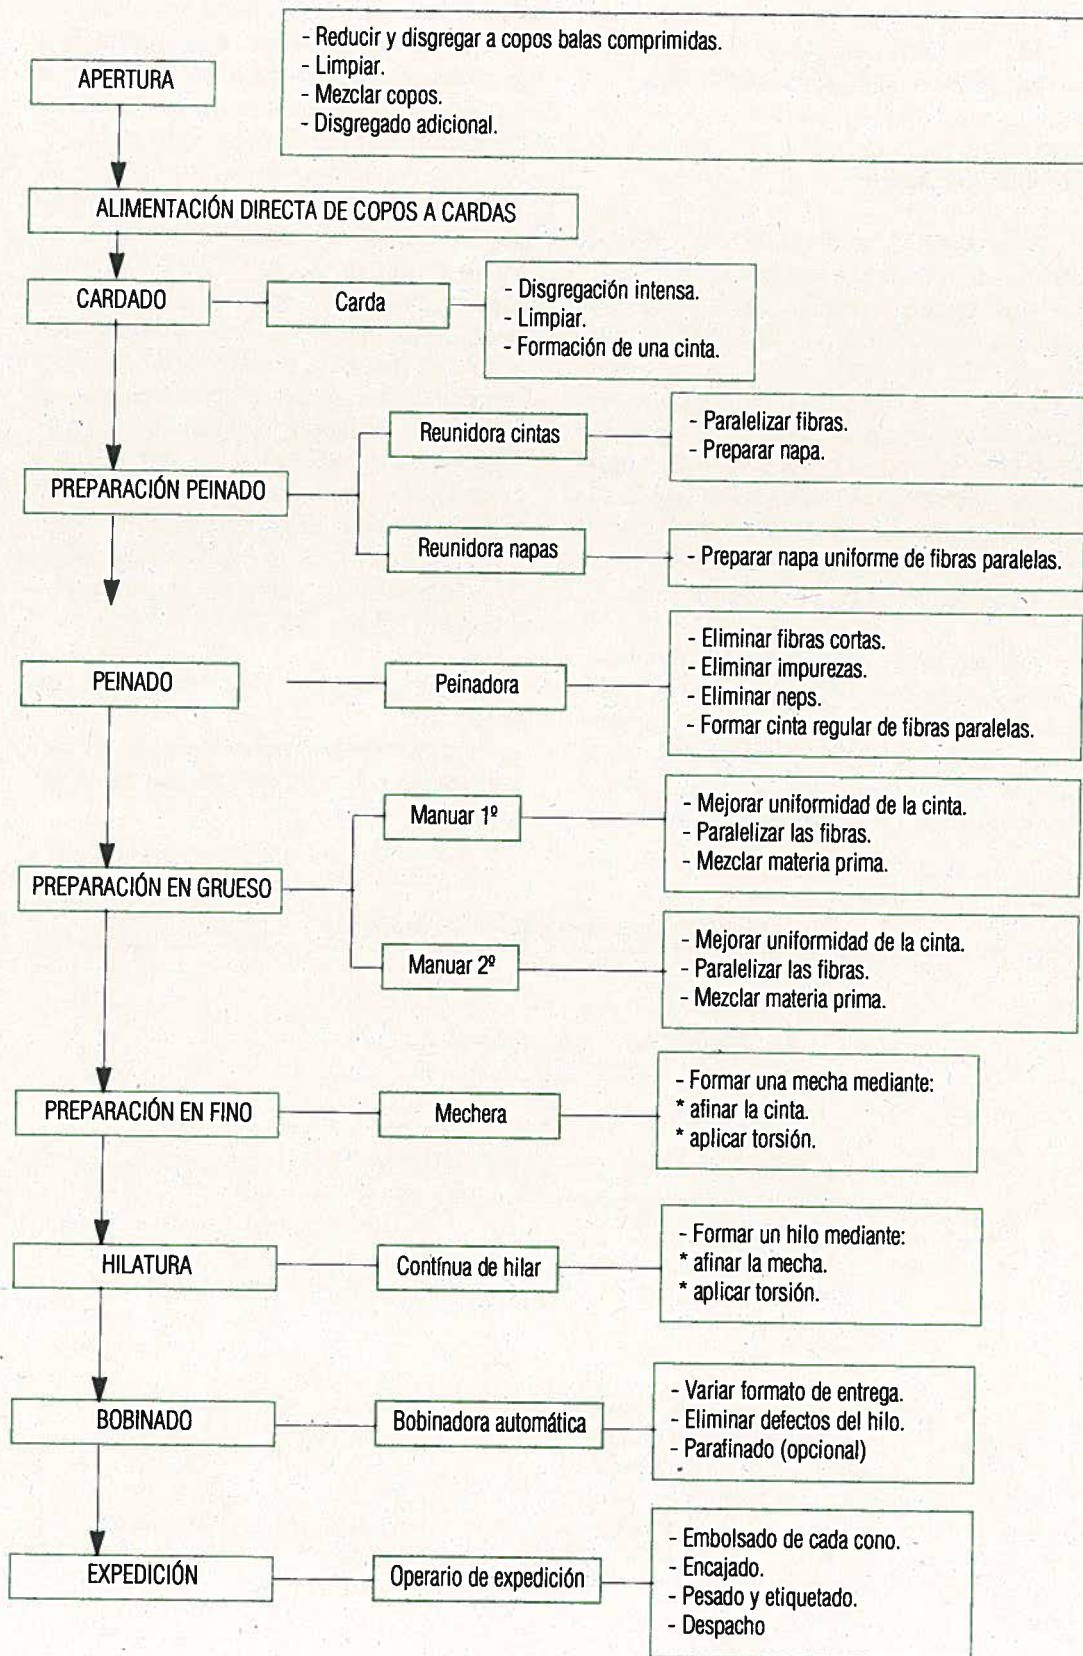 APERTURA
- Reducir y disgregar a copos balas comprimidas.
- Limpiar.
- Mezclar copos.
- Disgregado adicional.
ALIMENTACIÓN DIRECTA DE COPOS A CARDAS
CARDADO
Carda
- Disgregación intensa.
- Limpiar.
- Formación de una cinta.
PREPARACIÓN PEINADO
Reunidora cintas
- Paralelizar fibras.
- Preparar napa.
Reunidora napas
- Preparar napa uniforme de fibras paralelas.
PEINADO
Peinadora
- Eliminar fibras cortas.
- Eliminar impurezas.
- Eliminar neps.
- Formar cinta regular de fibras paralelas.
PREPARACIÓN EN GRUESO
Manuar 1º
- Mejorar uniformidad de la cinta.
- Paralelizar las fibras.
- Mezclar materia prima.
Manuar 2º
- Mejorar uniformidad de la cinta.
- Paralelizar las fibras.
- Mezclar materia prima.
PREPARACIÓN EN FINO
Mechera
- Formar una mecha mediante:
* afinar la cinta.
* aplicar torsión.
HILATURA
Contínua de hilar
- Formar un hilo mediante:
* afinar la mecha.
* aplicar torsión.
BOBINADO
Bobinadora automática
- Variar formato de entrega.
- Eliminar defectos del hilo.
- Parafinado (opcional)
EXPEDICIÓN
Operario de expedición
- Embolsado de cada cono.
- Encajado.
- Pesado y etiquetado.
- Despacho